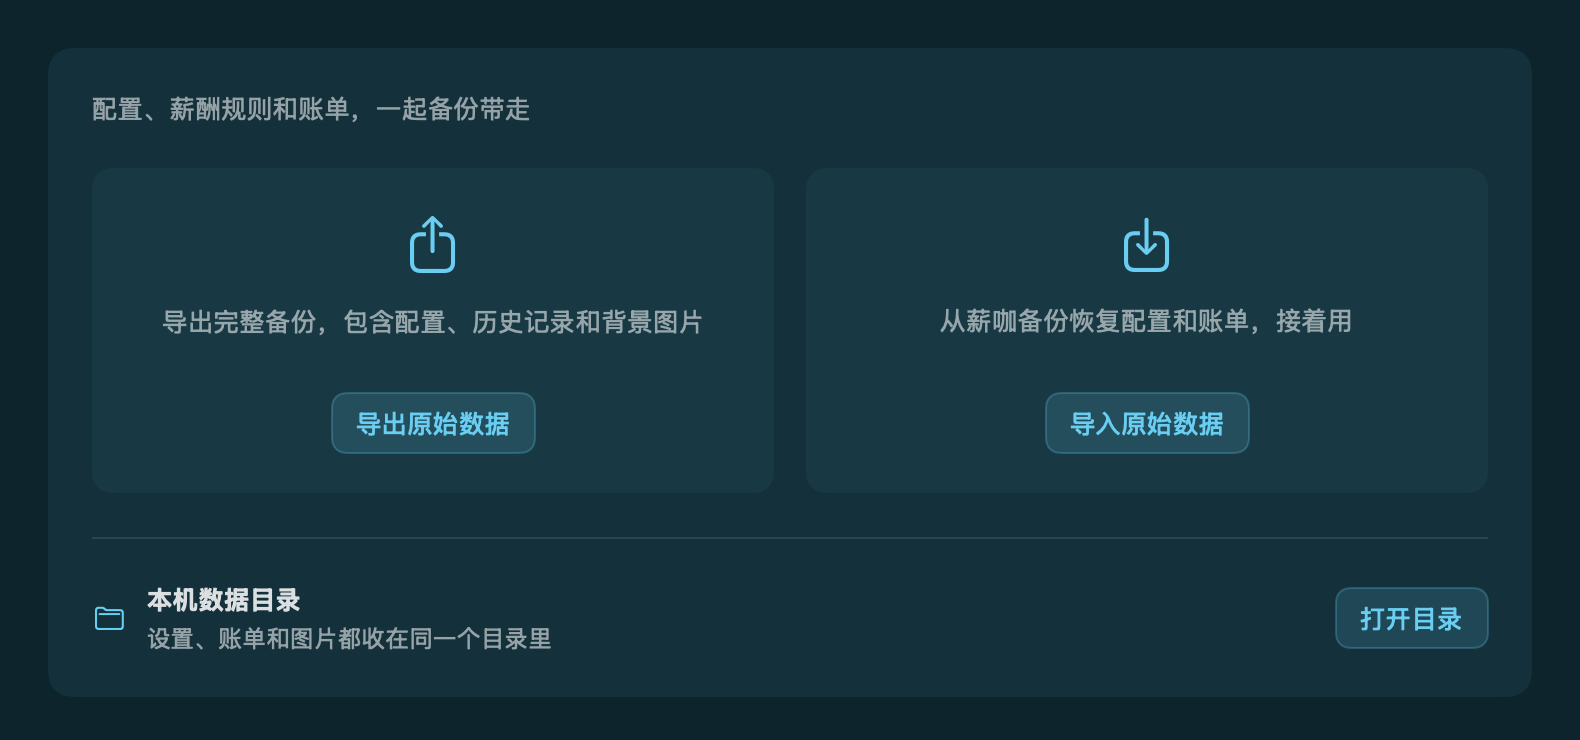 配置、薪酬规则和账单，一起备份带走
导出完整备份，包含配置、历史记录和背景图片
导出原始数据
从薪咖备份恢复配置和账单，接着用
导入原始数据
本机数据目录
设置、账单和图片都收在同一个目录里
打开目录